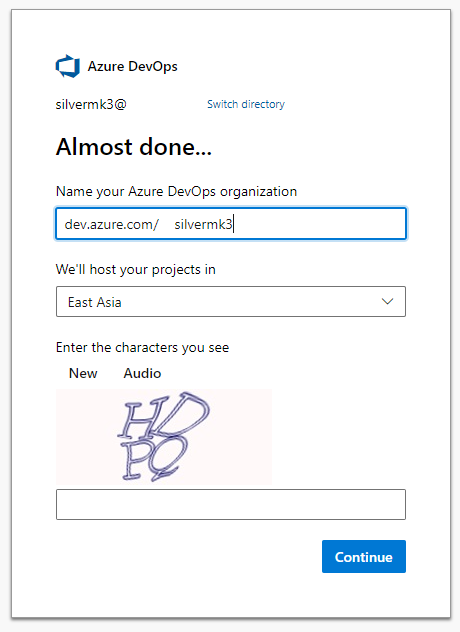 Azure DevOps
silvermk3@ Switch directory
Almost done...
Name your Azure DevOps organization
dev.azure.com/ silvermk3
We'll host your projects in
East Asia
Enter the characters you see
New Audio
HD
PQ
Continue